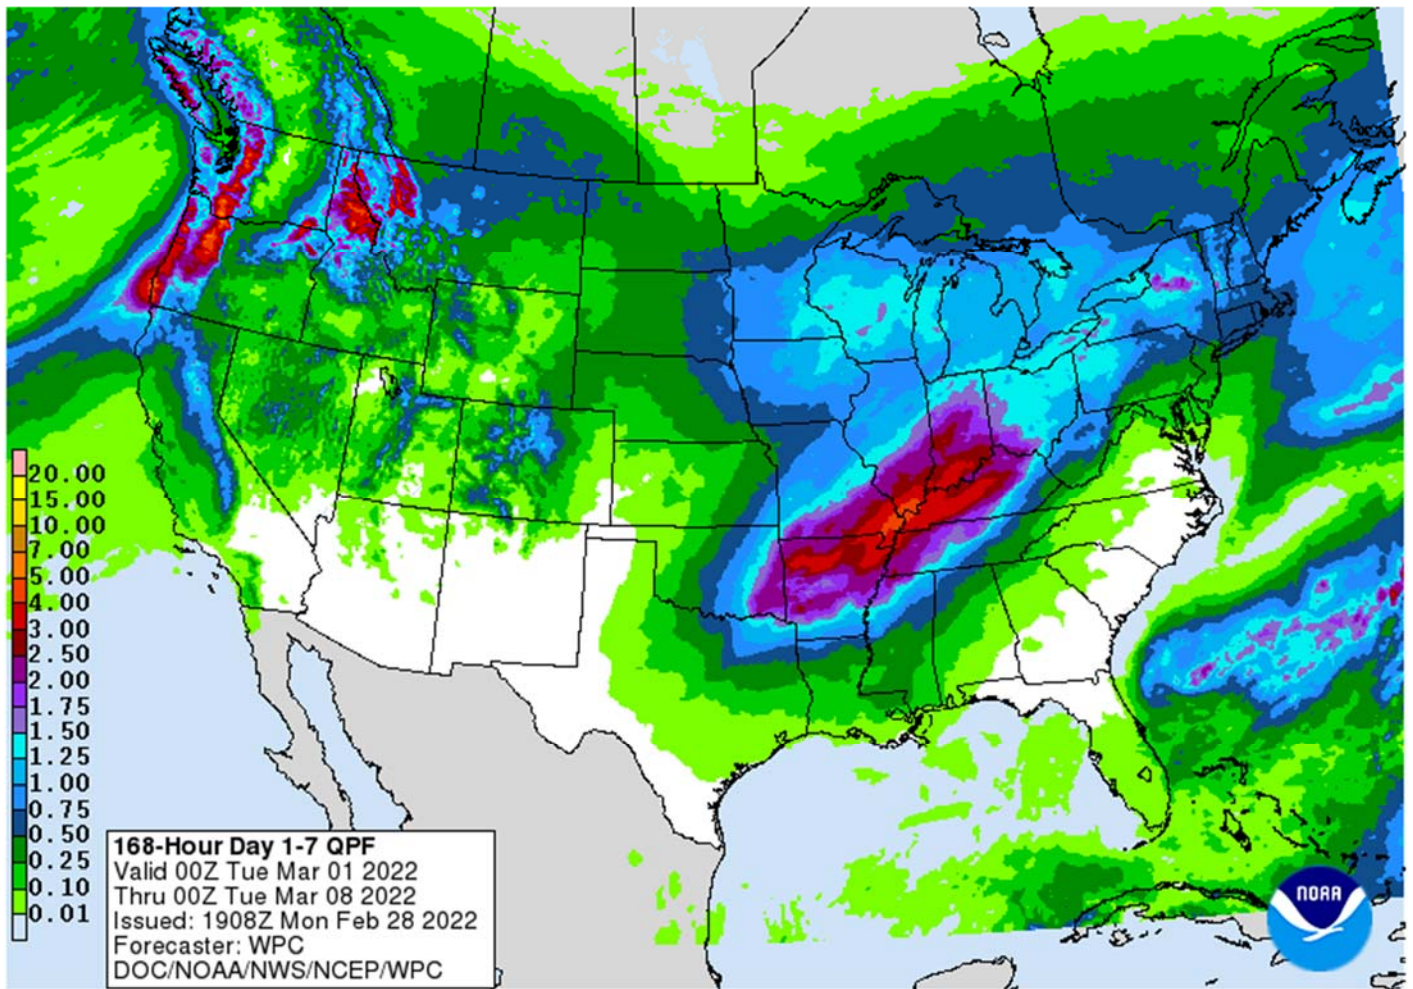 20.00
15.00
10.00
7.00
5.00
4.00
3.00
2.50
2.00
1.75
1.50
1.25
1.00
0.75
0.50
0.25
0.10
0.01
168-Hour Day 1-7 QPF
Valid 00Z Tue Mar 01 2022
Thru 00Z Tue Mar 08 2022
Issued: 1908Z Mon Feb 28 2022
Forecaster: WPC
DOC/NOAA/NWS/NCEP/WPC
NOAA